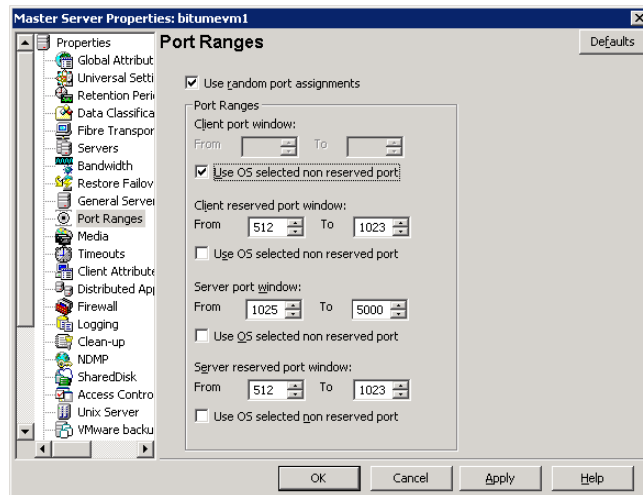 Master Server Properties: bitumevm1
Properties
Global Attribut
Universal Setti
Retention Peri
Data Classifica
Fibre Transpor
Servers
Bandwidth
Restore Failov
General Server
Port Ranges
Media
Timeouts
Client Attribute
Distributed App
Firewall
Logging
Clean-up
NDMP
SharedDisk
Access Contro
Unix Server
VMware backu
Port Ranges
Defaults
Use random port assignments
Port Ranges
Client port window:
From To
Use OS selected non reserved port
Client reserved port window:
From 512 To 1023
Use OS selected non reserved port
Server port window:
From 1025 To 5000
Use OS selected non reserved port
Server reserved port window:
From 512 To 1023
Use OS selected non reserved port
OK Cancel Apply Help